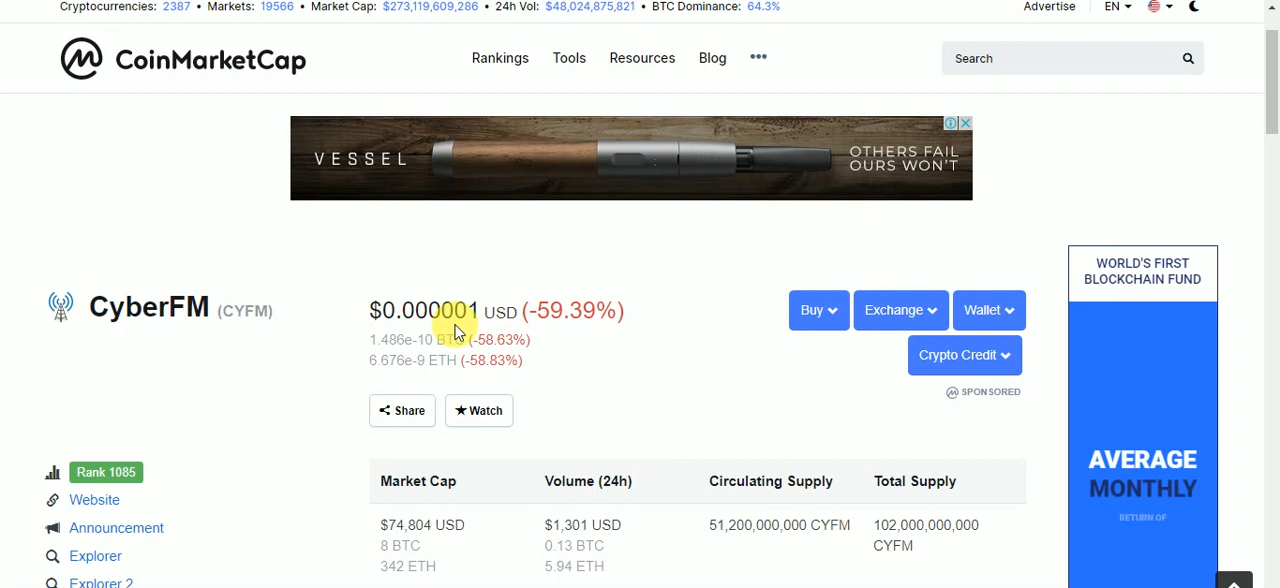 Cryptocurrencies: 2387 • Markets: 19566 • Market Cap: $273,119,609,286 • 24h Vol: $48,024,875,821 • BTC Dominance: 64.3% Advertise EN
CoinMarketCap Rankings Tools Resources Blog ••• Search
VESSEL OTHERS FAIL
OURS WON'T
WORLD'S FIRST
BLOCKCHAIN FUND
CyberFM (CYFM) $0.000001 USD (-59.39%) Buy Exchange Wallet
1.486e-10 BTC (-58.63%)
6.676e-9 ETH (-58.83%) Crypto Credit
SPONSORED
Share Watch
AVERAGE
MONTHLY
RETURN OF
Rank 1085
Website
Announcement
Explorer
Explorer 2
Market Cap Volume (24h) Circulating Supply Total Supply
$74,804 USD $1,301 USD 51,200,000,000 CYFM 102,000,000,000
8 BTC 0.13 BTC CYFM
342 ETH 5.94 ETH